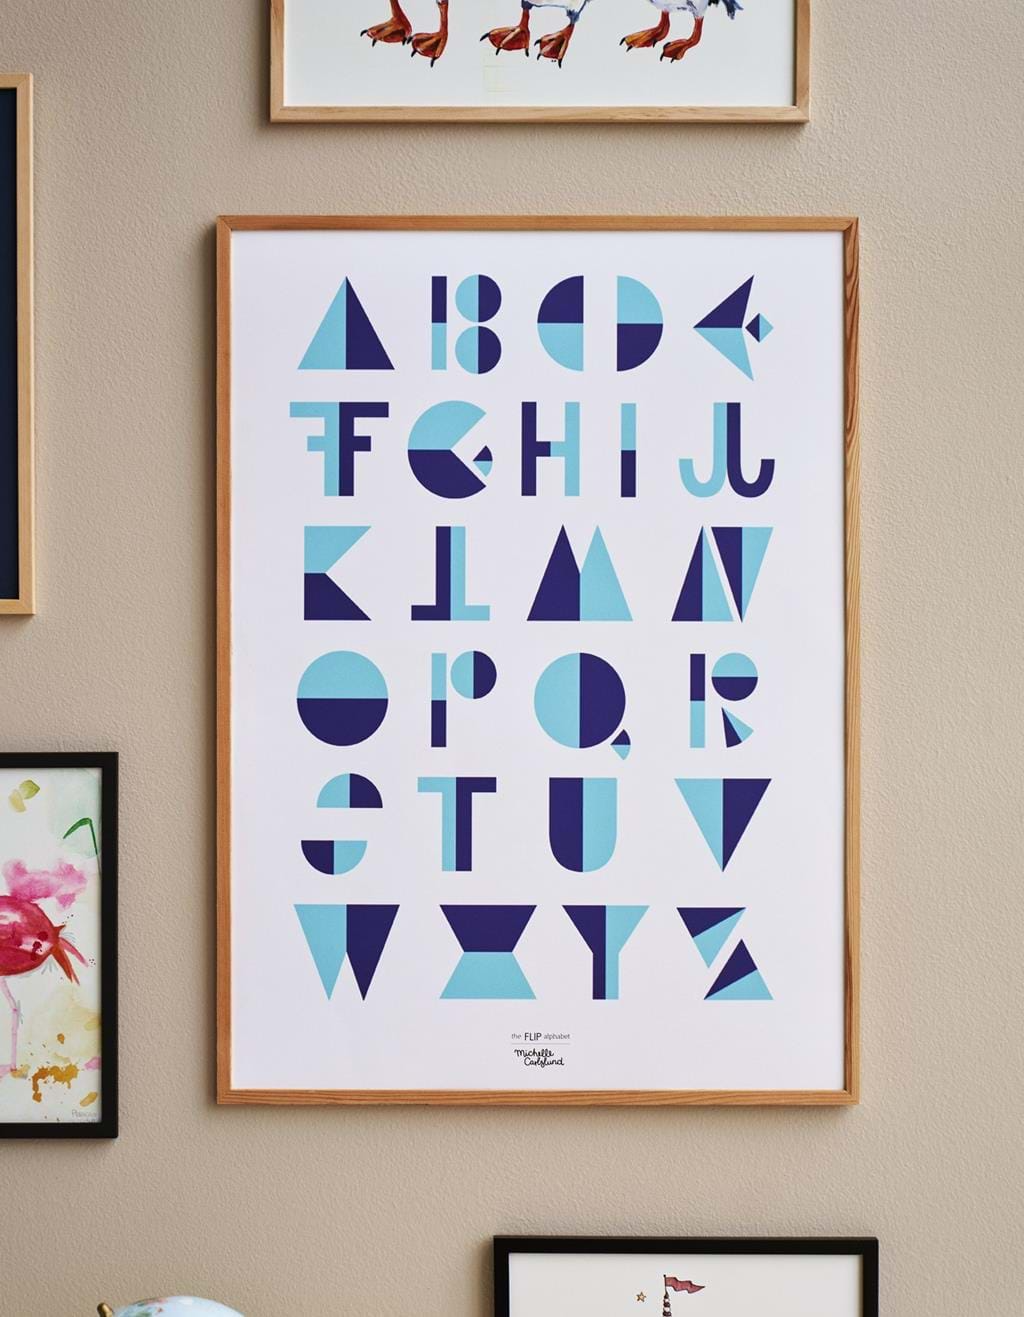 A B C D E
F G H I J
K L M N
O P Q R
S T U V
W X Y Z
the FLIP alphabet
Michelle
Carlslund